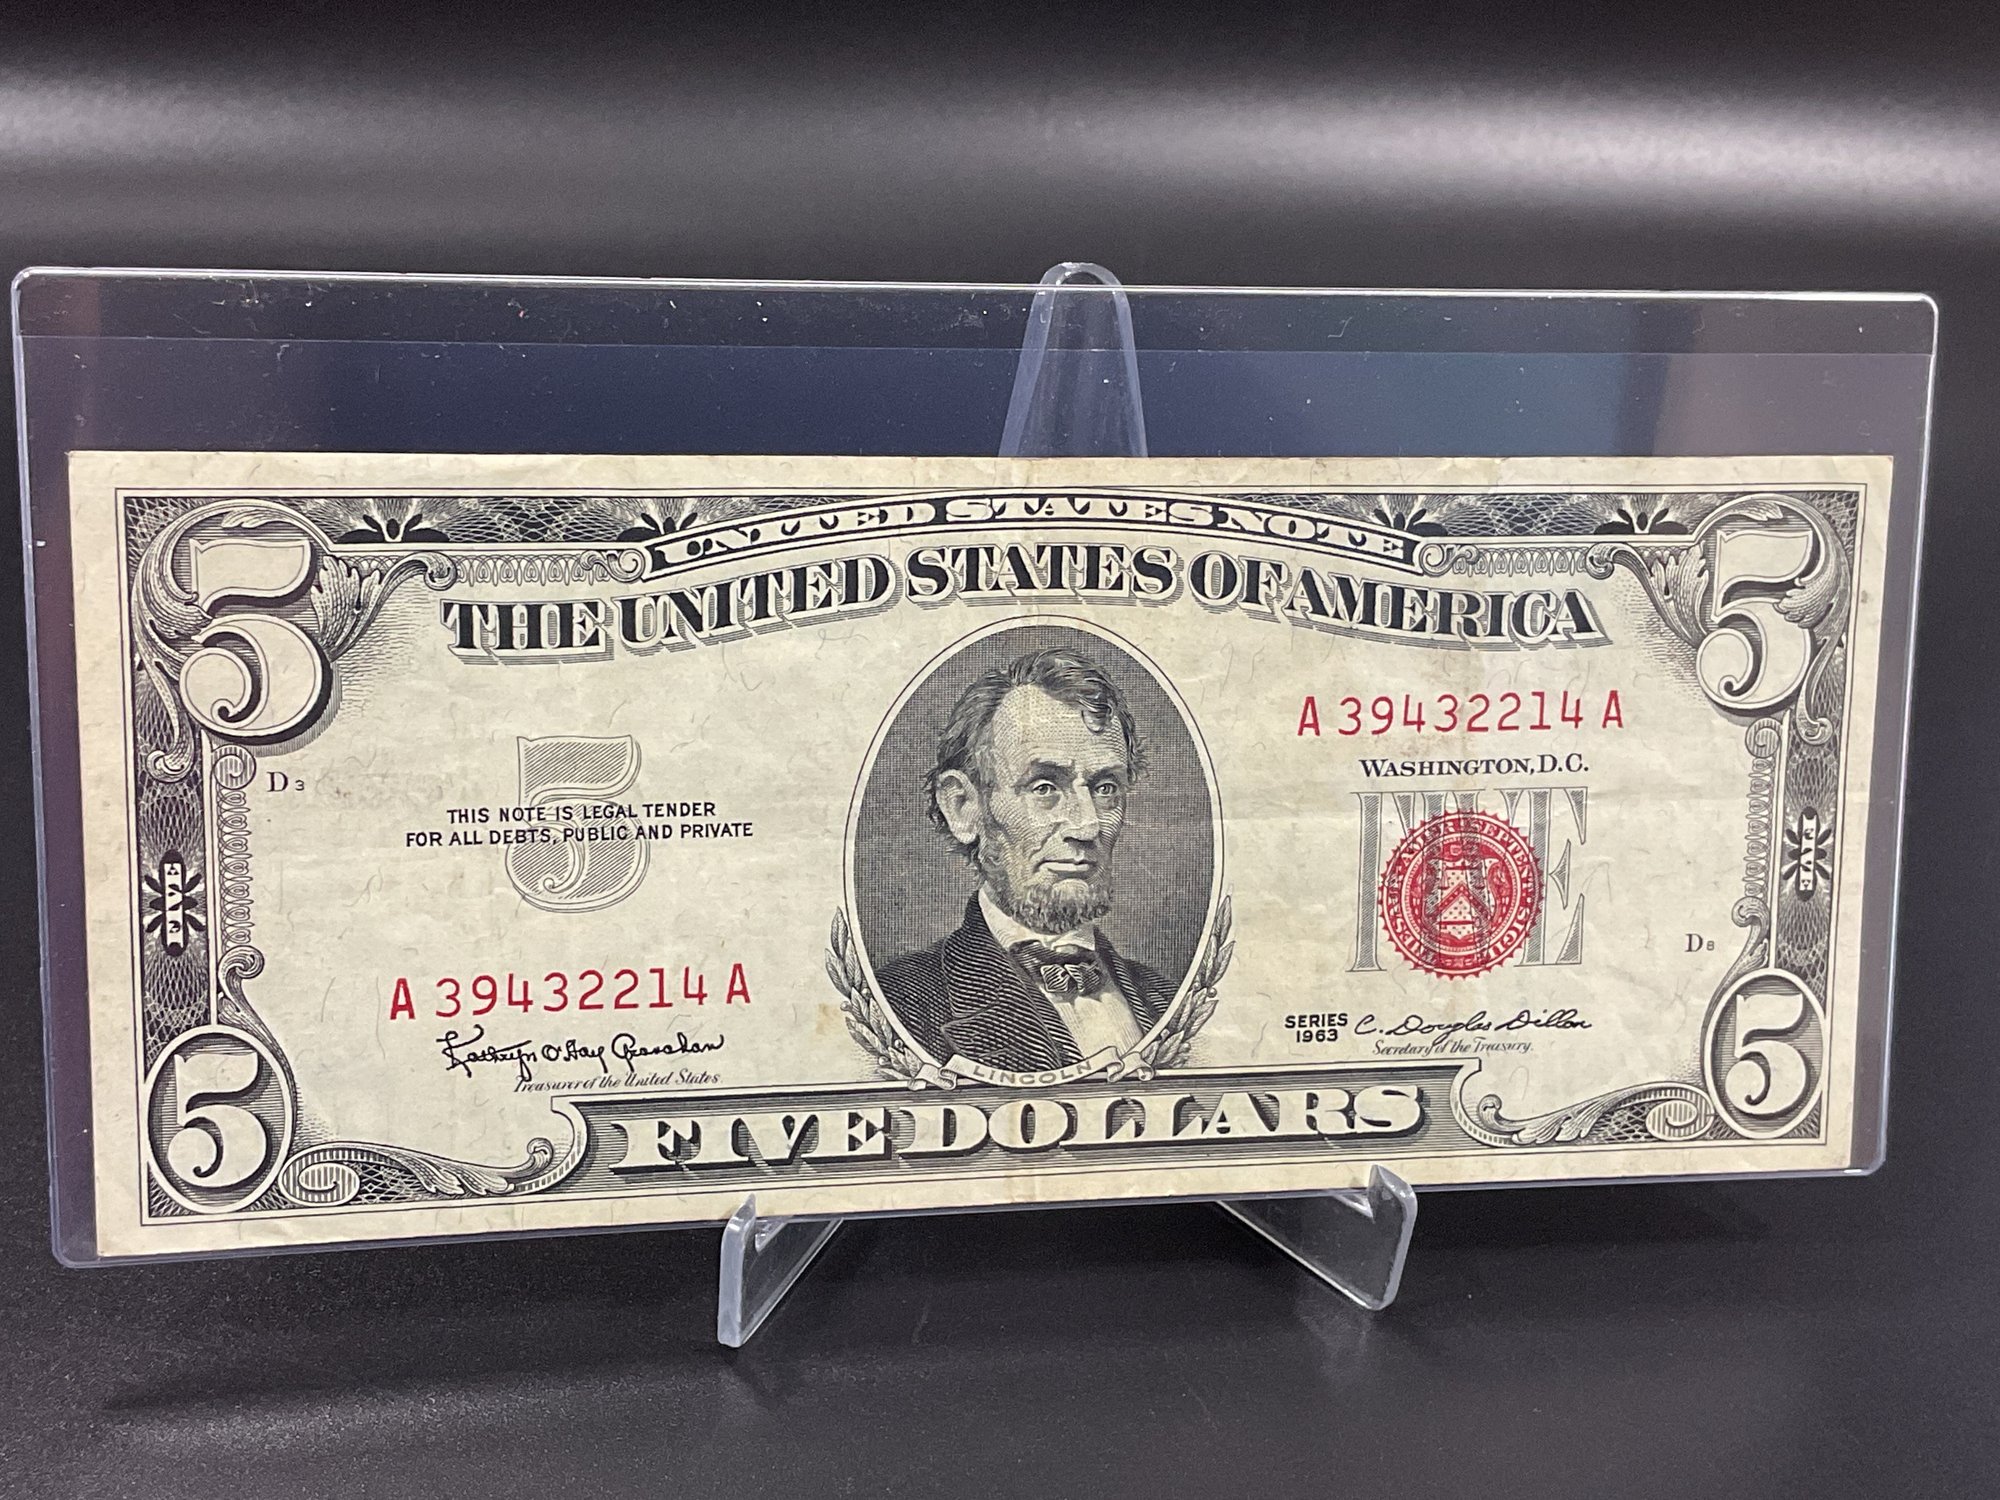 UNITED STATES NOTE
THE UNITED STATES OF AMERICA
5
5
A 39432214 A
WASHINGTON, D.C.
D 3
5
THIS NOTE IS LEGAL TENDER
FOR ALL DEBTS, PUBLIC AND PRIVATE
FIVE
FIVE
FIVE
D 8
A 39432214 A
Kathryn O'Hay Granahan
Treasurer of the United States.
SERIES
1963
C. Douglas Dillon
Secretary of the Treasury.
LINCOLN
5
FIVE DOLLARS
5